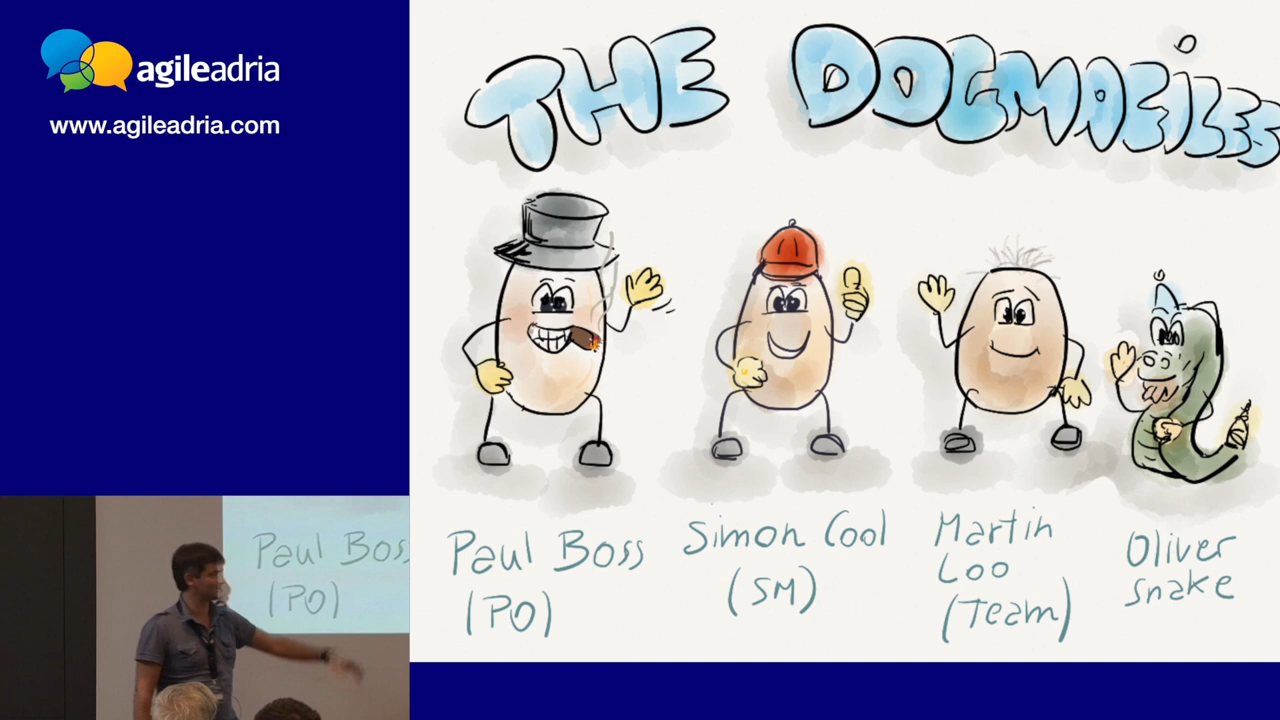 agileadria
www.agileadria.com
THE DOGMAGILES
Paul Boss
(PO)
Simon Cool
(SM)
Martin
Loo
(Team)
Oliver
snake
Paul Boss
(PO)